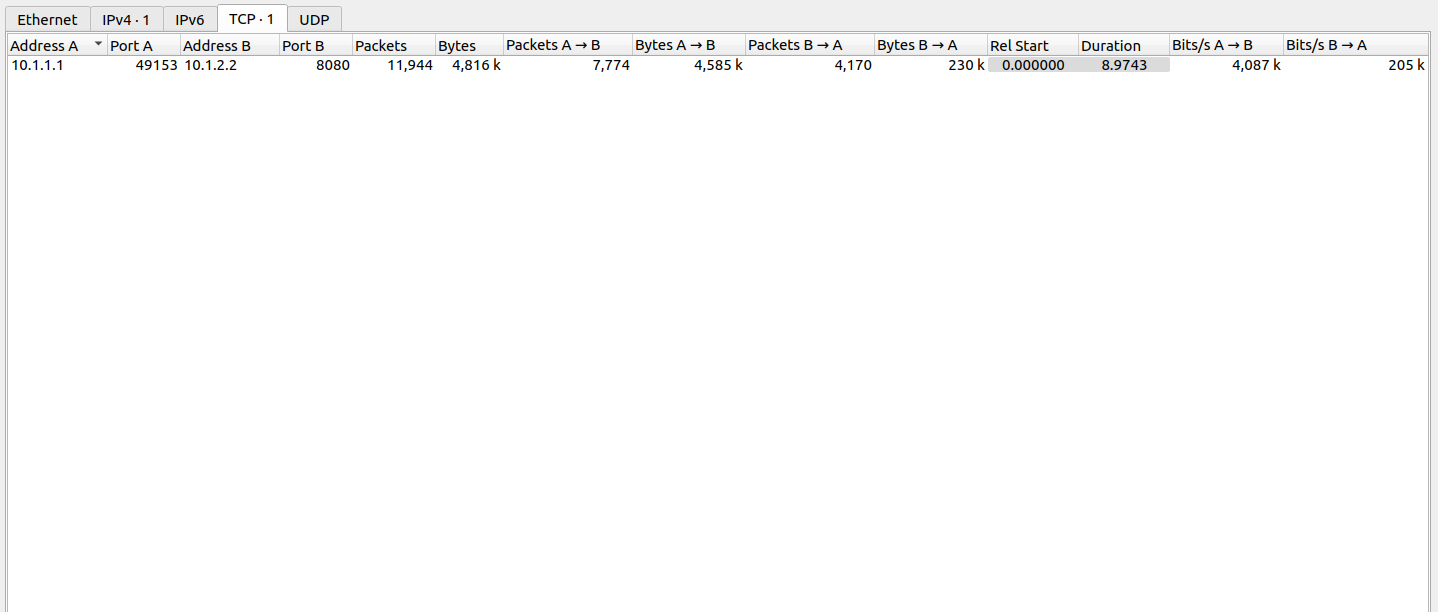 Ethernet IPv4 · 1 IPv6 TCP · 1 UDP
Address A Port A Address B Port B Packets Bytes Packets A → B Bytes A → B Packets B → A Bytes B → A Rel Start Duration Bits/s A → B Bits/s B → A
10.1.1.1 49153 10.1.2.2 8080 11,944 4,816 k 7,774 4,585 k 4,170 230 k 0.000000 8.9743 4,087 k 205 k